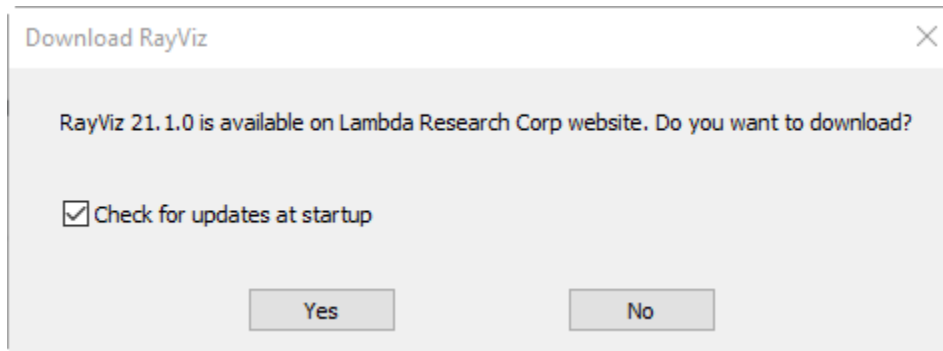 Download RayViz
RayViz 21.1.0 is available on Lambda Research Corp website. Do you want to download?
Check for updates at startup
Yes
No